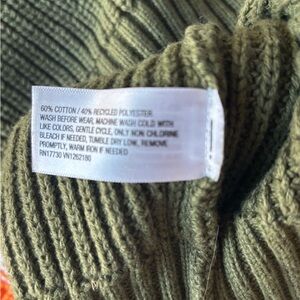 60% COTTON / 40% RECYCLED POLYESTER
WASH BEFORE WEAR, MACHINE WASH COLD WITH
LIKE COLORS, GENTLE CYCLE, ONLY NON CHLORINE
BLEACH IF NEEDED, TUMBLE DRY LOW, REMOVE
PROMPTLY, WARM IRON IF NEEDED
RN17730 VN1262180